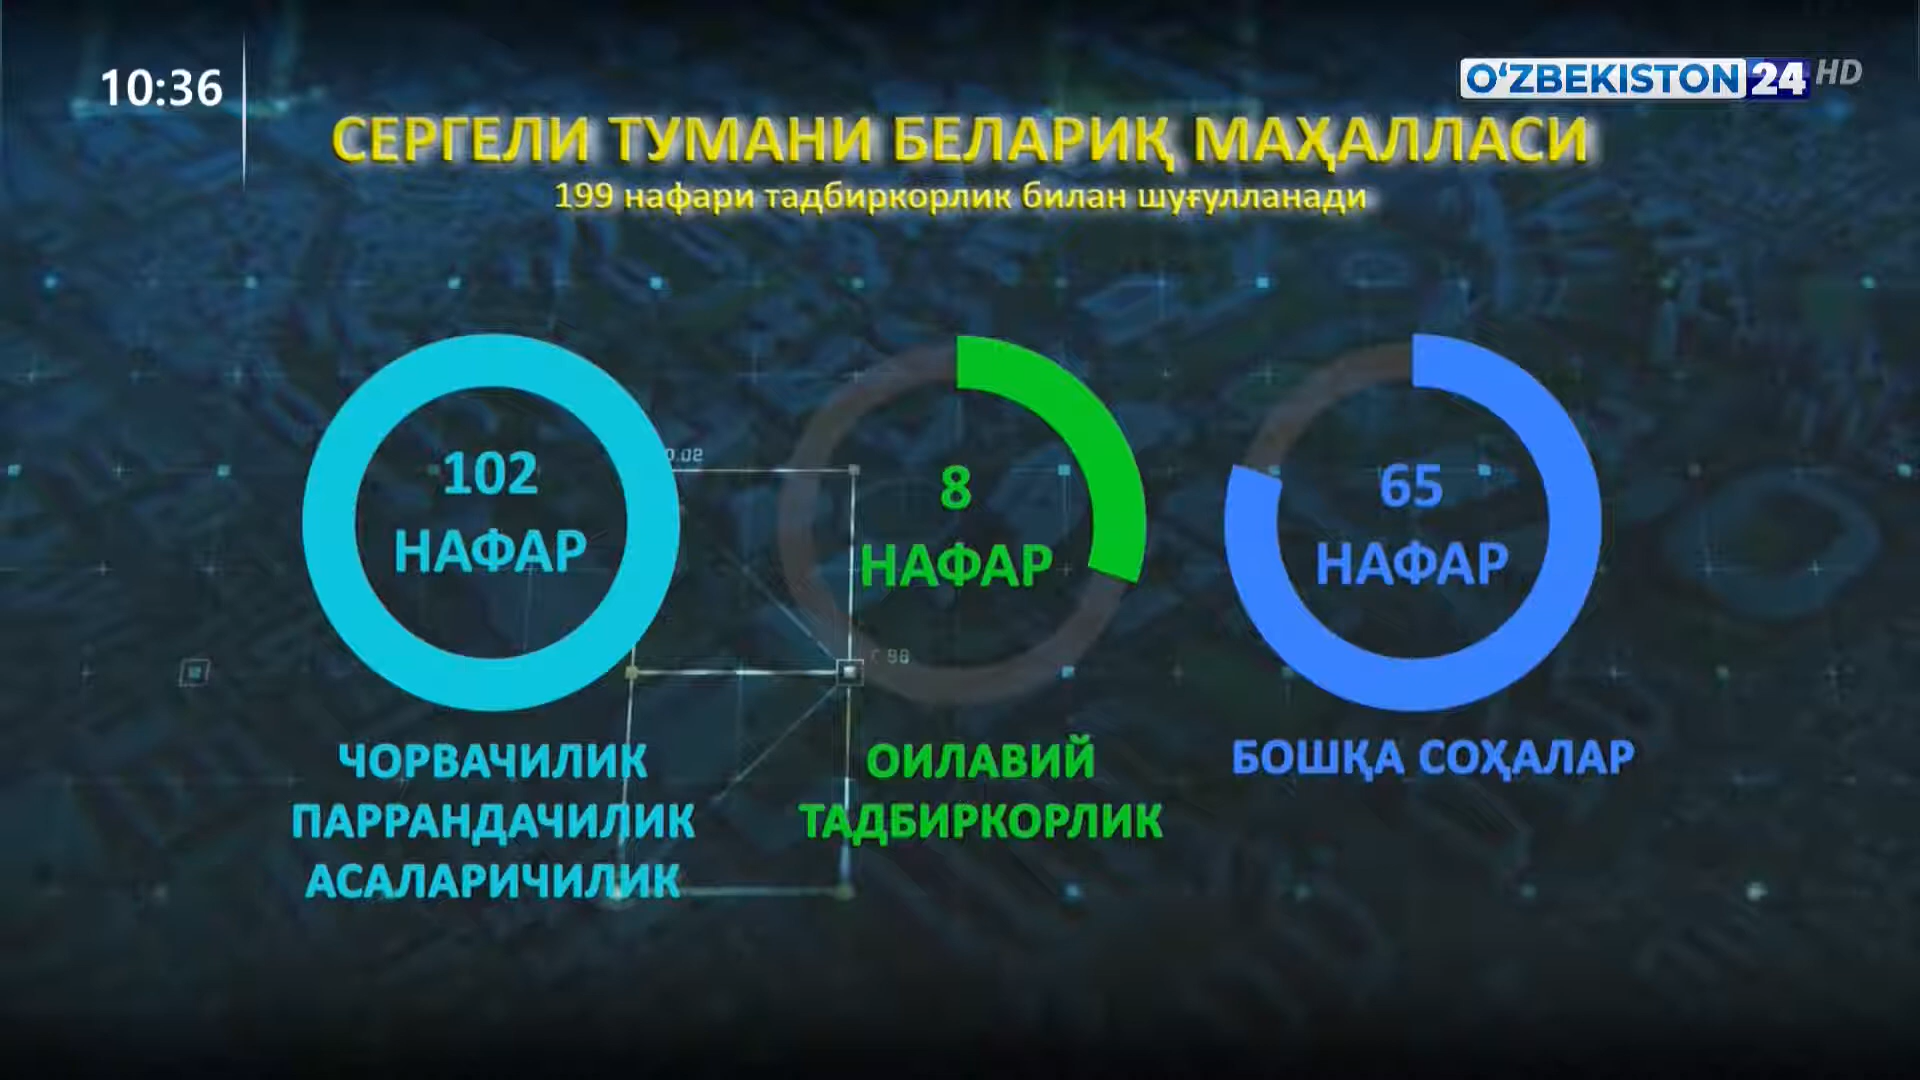 10:36
O‘ZBEKISTON 24 HD
СЕРГЕЛИ ТУМАНИ БЕЛАРИҚ МАҲАЛЛАСИ
199 нафари тадбиркорлик билан шуғулланади
102
НАФАР
8
НАФАР
65
НАФАР
ЧОРВАЧИЛИК
ПАРРАНДАЧИЛИК
АСАЛАРИЧИЛИК
ОИЛАВИЙ
ТАДБИРКОРЛИК
БОШҚА СОҲАЛАР